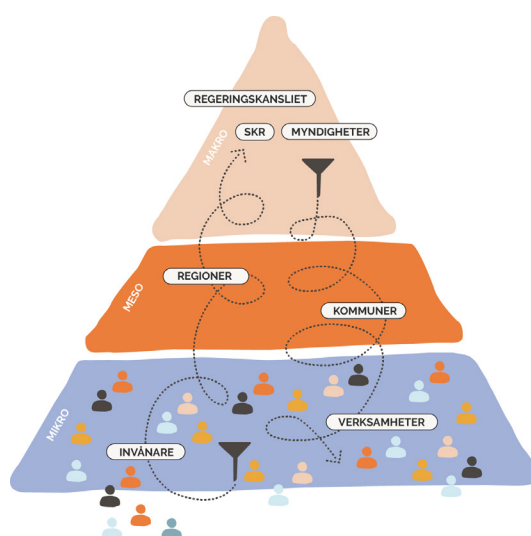 REGERINGSKANSLIET
SKR
MYNDIGHETER
MAKRO
REGIONER
MESO
KOMMUNER
MIKRO
VERKSAMHETER
INVÅNARE